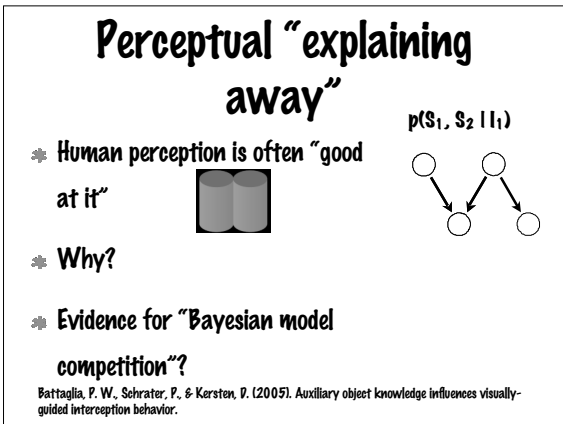 Perceptual “explaining
away”
p(S₁, S₂ | I₁)
Human perception is often “good
at it”
Why?
Evidence for “Bayesian model
competition”?
Battaglia, P. W., Schrater, P., & Kersten, D. (2005). Auxiliary object knowledge influences visually-
guided interception behavior.